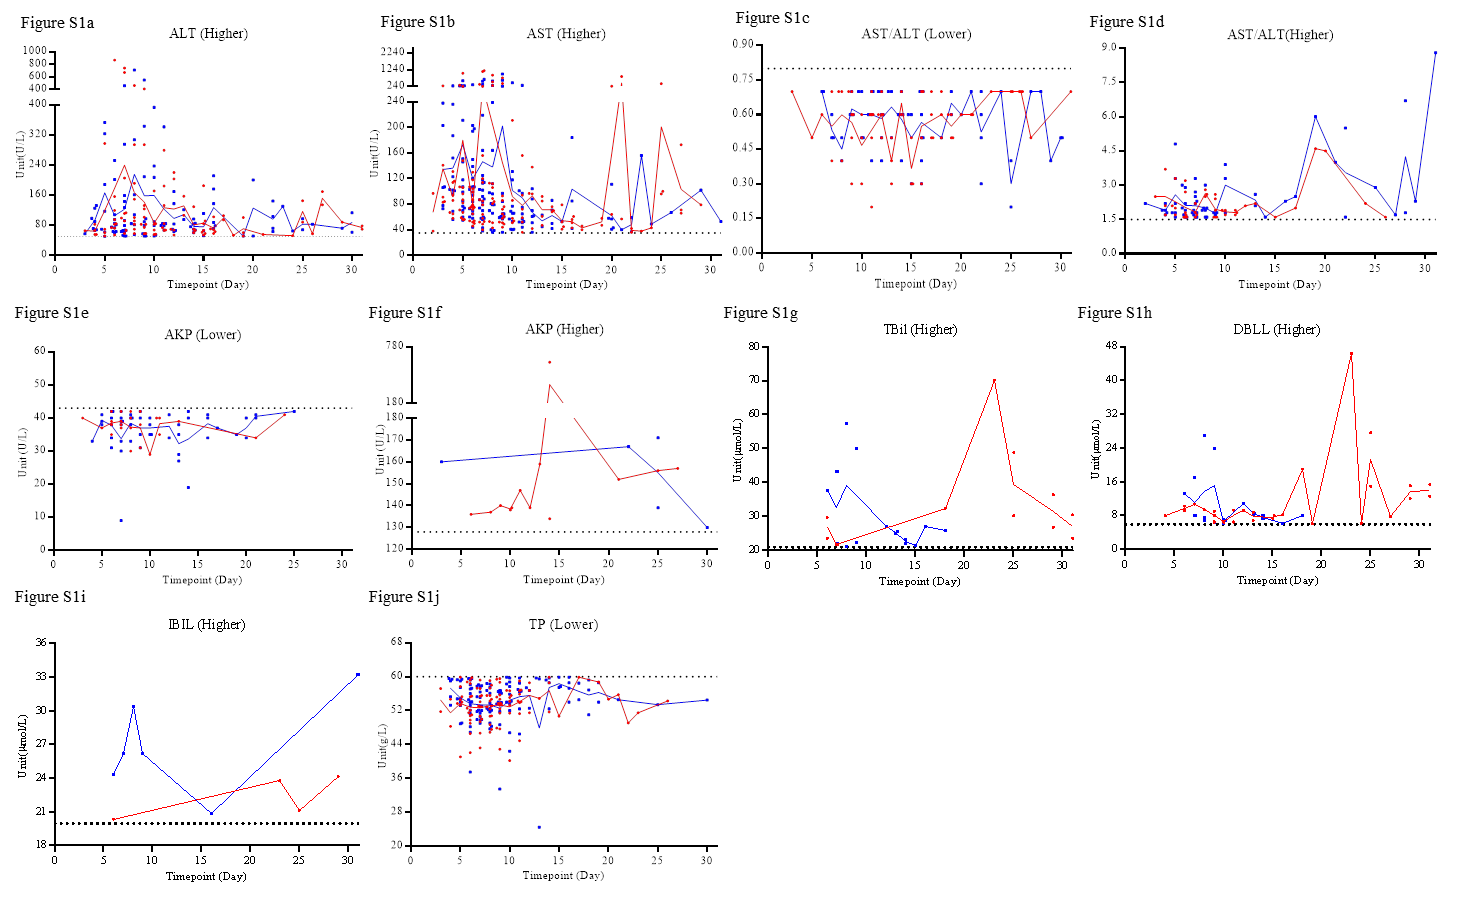 Figure S1a
ALT (Higher)
Unit(U/L)
1000
800
600
400
400
320
240
160
80
0
0 5 10 15 20 25 30
Timepoint (Day)
Figure S1b
AST (Higher)
Unit(U/L)
2240
1240
240
240
200
160
120
80
40
0
0 5 10 15 20 25 30
Timepoint (Day)
Figure S1c
AST/ALT (Lower)
0.90
0.75
0.60
0.45
0.30
0.15
0.00
0 5 10 15 20 25 30
Timepoint (Day)
Figure S1d
AST/ALT(Higher)
9.0
7.5
6.0
4.5
3.0
1.5
0.0
0 5 10 15 20 25 30
Timepoint (Day)
Figure S1e
AKP (Lower)
Unit (U/L)
60
50
40
30
20
10
0
0 5 10 15 20 25 30
Timepoint (Day)
Figure S1f
AKP (Higher)
Unit (U/L)
780
180
180
170
160
150
140
130
120
0 5 10 15 20 25 30
Timepoint (Day)
Figure S1g
TBil (Higher)
Unit(μmol/L)
80
70
60
50
40
30
20
0 5 10 15 20 25 30
Timepoint (Day)
Figure S1h
DBLL (Higher)
Unit(μmol/L)
48
40
32
24
16
8
0
0 5 10 15 20 25 30
Timepoint (Day)
Figure S1i
IBIL (Higher)
Unit(μmol/L)
36
33
30
27
24
21
18
0 5 10 15 20 25 30
Timepoint (Day)
Figure S1j
TP (Lower)
Unit(g/L)
68
60
52
44
36
28
20
0 5 10 15 20 25 30
Timepoint (Day)